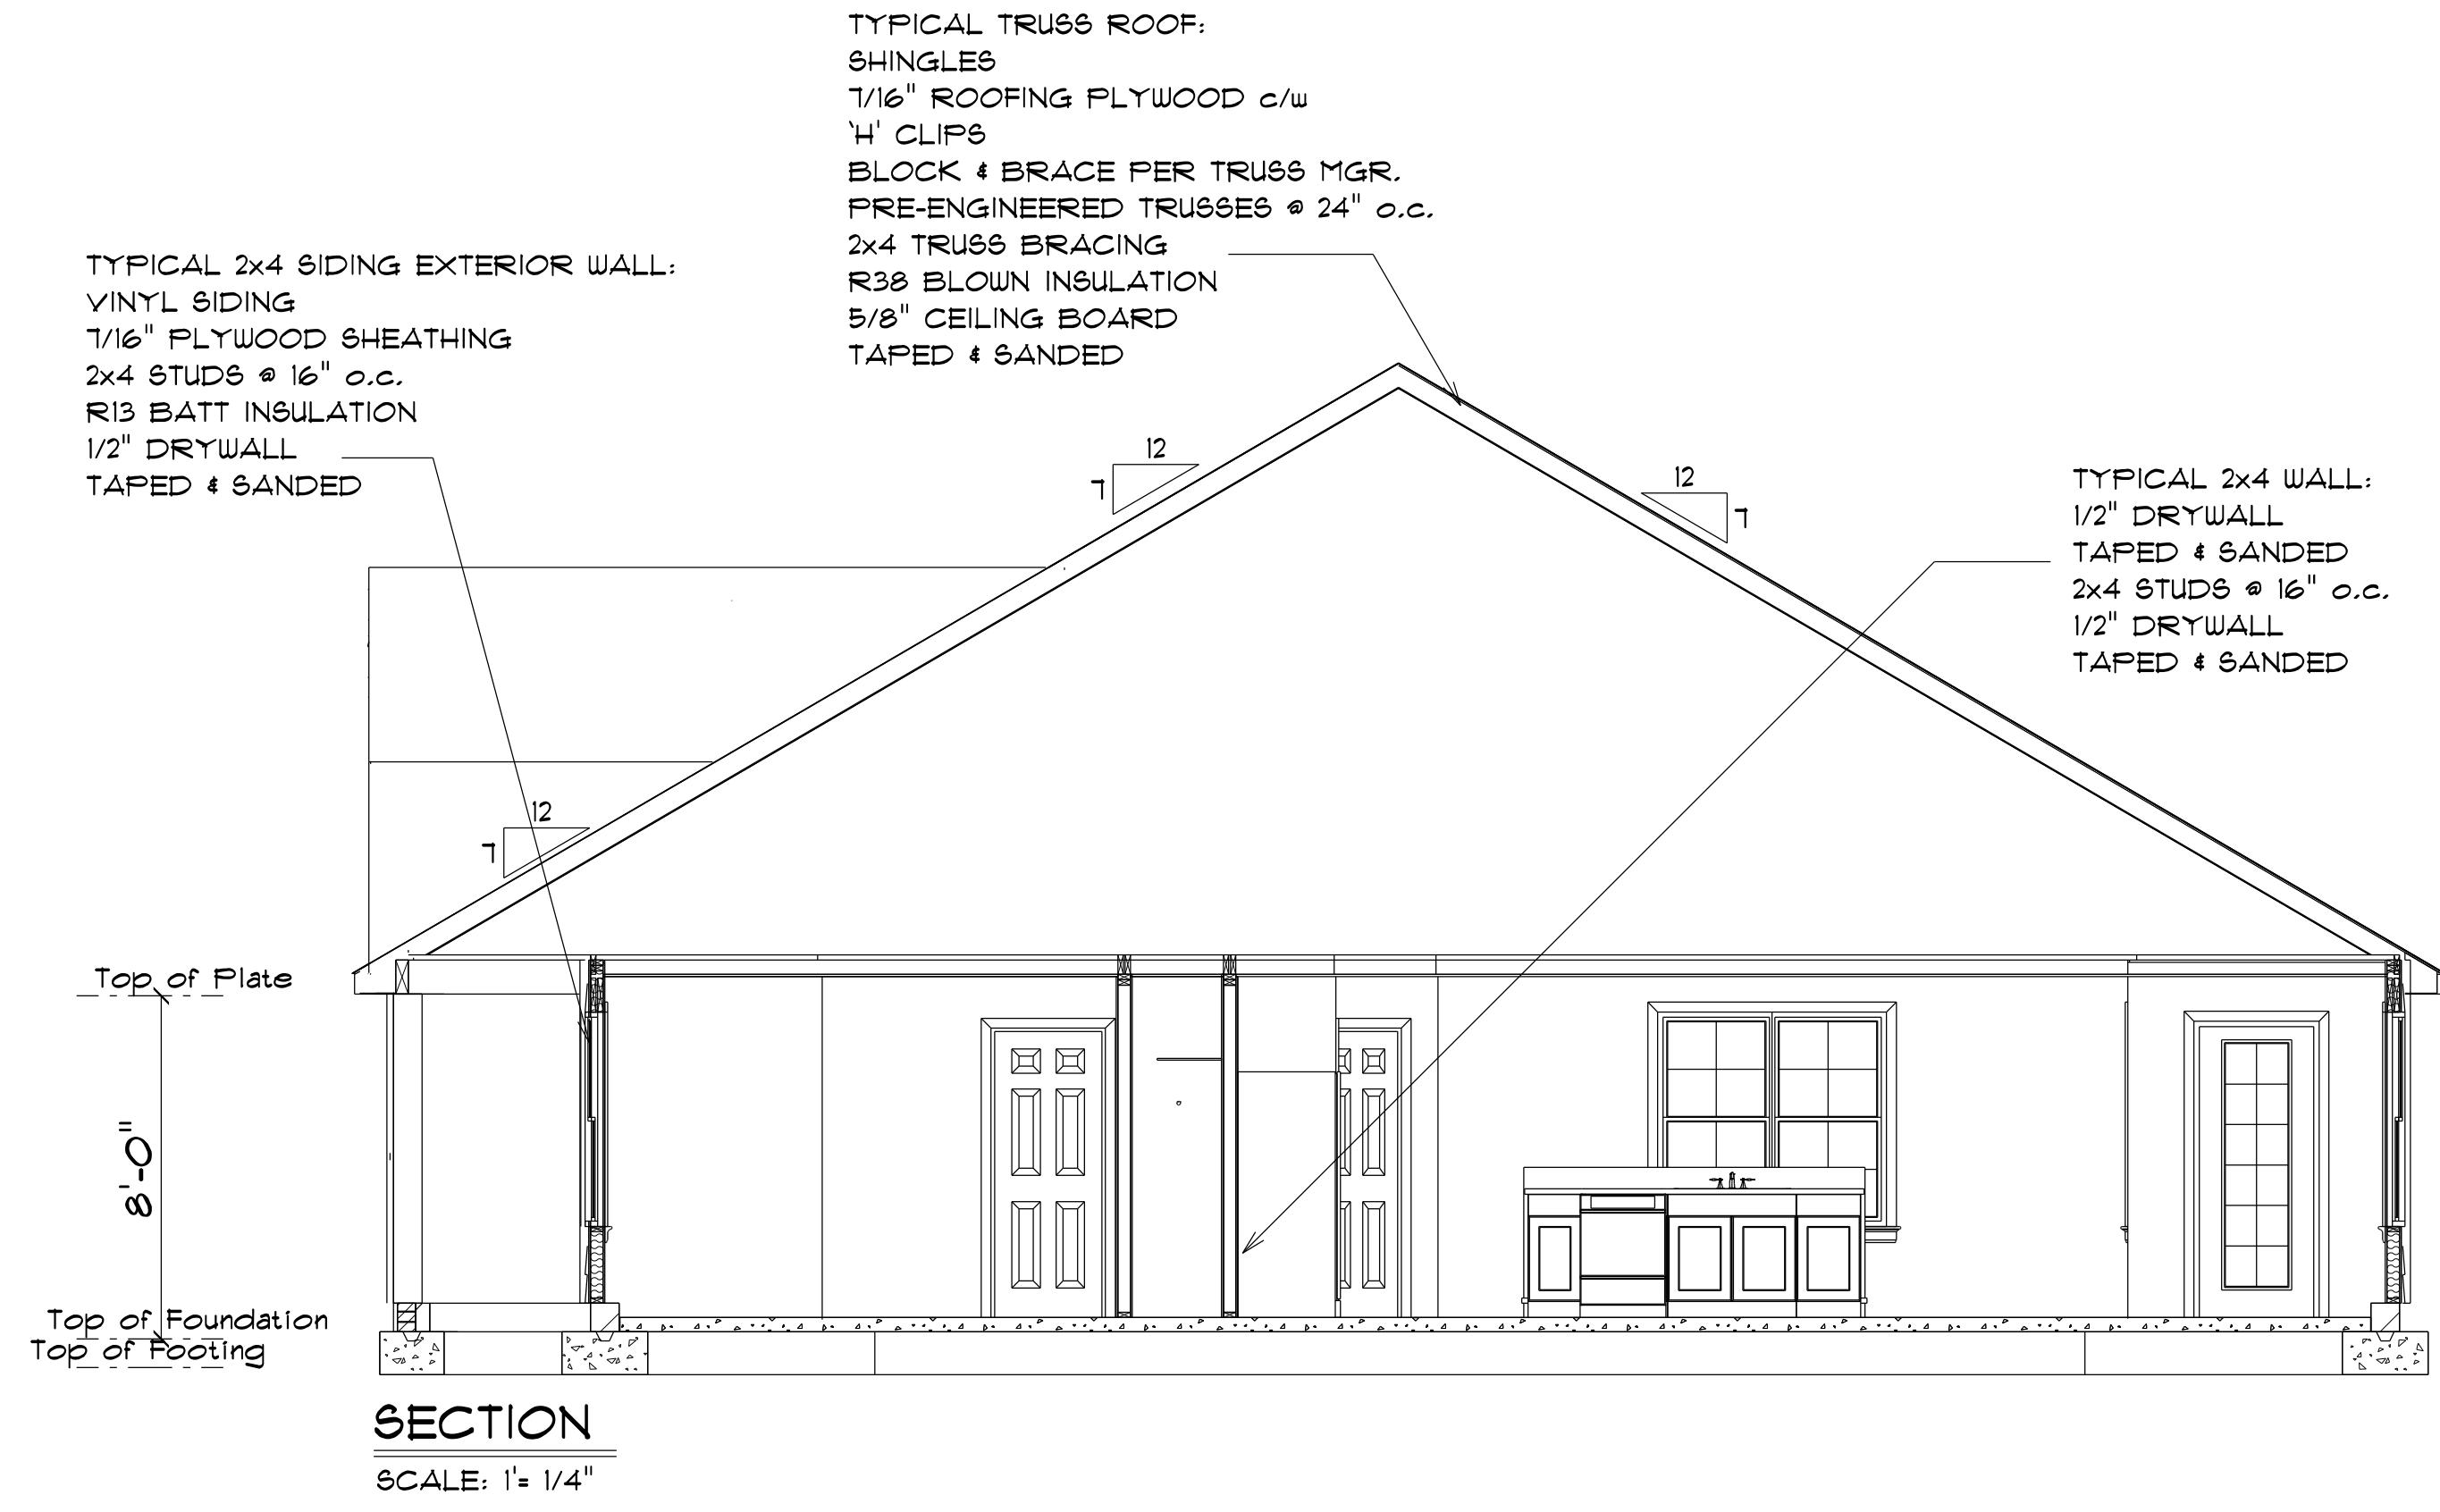 TYPICAL TRUSS ROOF:
SHINGLES
7/16" ROOFING PLYWOOD c/w
'H' CLIPS
BLOCK & BRACE PER TRUSS MGR.
PRE-ENGINEERED TRUSSES @ 24" o.c.
2x4 TRUSS BRACING
R38 BLOWN INSULATION
5/8" CEILING BOARD
TAPED & SANDED
TYPICAL 2x4 SIDING EXTERIOR WALL:
VINYL SIDING
7/16" PLYWOOD SHEATHING
2x4 STUDS @ 16" o.c.
R13 BATT INSULATION
1/2" DRYWALL
TAPED & SANDED
12
7
12
7
TYPICAL 2x4 WALL:
1/2" DRYWALL
TAPED & SANDED
2x4 STUDS @ 16" o.c.
1/2" DRYWALL
TAPED & SANDED
12
7
Top of Plate
8'-0"
Top of Foundation
Top of Footing
SECTION
SCALE: 1'= 1/4"